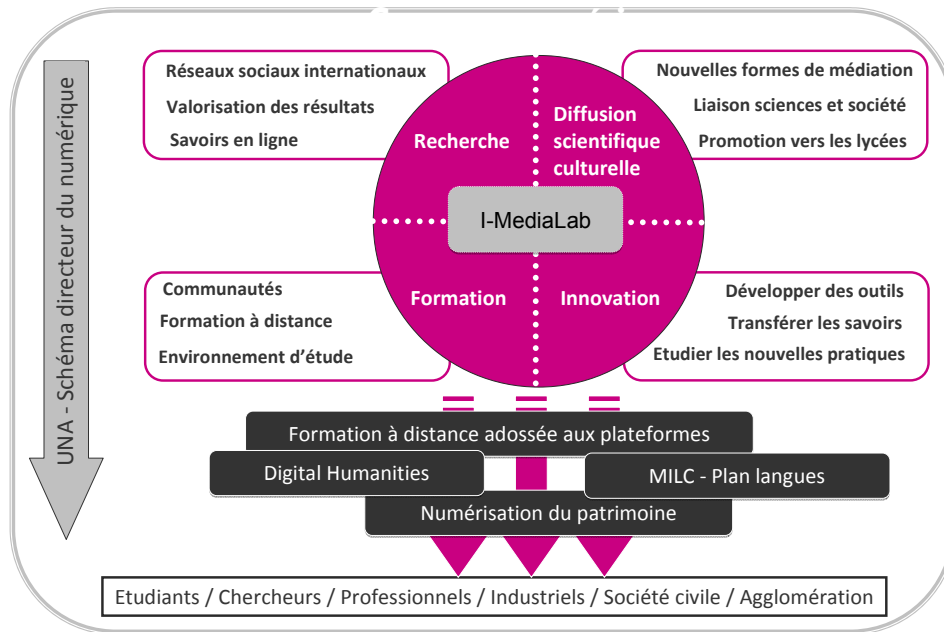 UNA - Schéma directeur du numérique
Réseaux sociaux internationaux
Valorisation des résultats
Savoirs en ligne
Recherche
Diffusion
scientifique
culturelle
Nouvelles formes de médiation
Liaison sciences et société
Promotion vers les lycées
I-MediaLab
Communautés
Formation à distance
Environnement d’étude
Formation
Innovation
Développer des outils
Transférer les savoirs
Etudier les nouvelles pratiques
Formation à distance adossée aux plateformes
Digital Humanities
MILC - Plan langues
Numérisation du patrimoine
Etudiants / Chercheurs / Professionnels / Industriels / Société civile / Agglomération